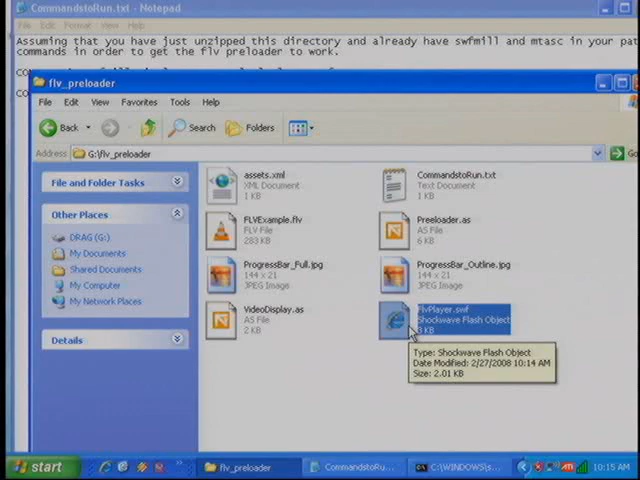 CommandstoRun.txt - Notepad
File Edit Format View Help
Assuming that you have just unzipped this directory and already have swfmill and mtasc in your pat
commands in order to get the flv preloader to work.
flv_preloader
File Edit View Favorites Tools Help
Back Search Folders
Address G:\flv_preloader Go
File and Folder Tasks
Other Places
DRAG (G:)
My Documents
Shared Documents
My Computer
My Network Places
Details
assets.xml
XML Document
1 KB
CommandstoRun.txt
Text Document
1 KB
FLVExample.flv
FLV File
283 KB
Preeloader.as
AS File
6 KB
ProgressBar_Full.jpg
144 x 21
JPEG Image
ProgressBar_Outline.jpg
144 x 21
JPEG Image
VideoDisplay.as
AS File
2 KB
FlvPlayer.swf
Shockwave Flash Object
3 KB
Type: Shockwave Flash Object
Date Modified: 2/27/2008 10:14 AM
Size: 2.01 KB
start
flv_preloader
CommandstoRu...
C:\WINDOWS\s...
10:15 AM